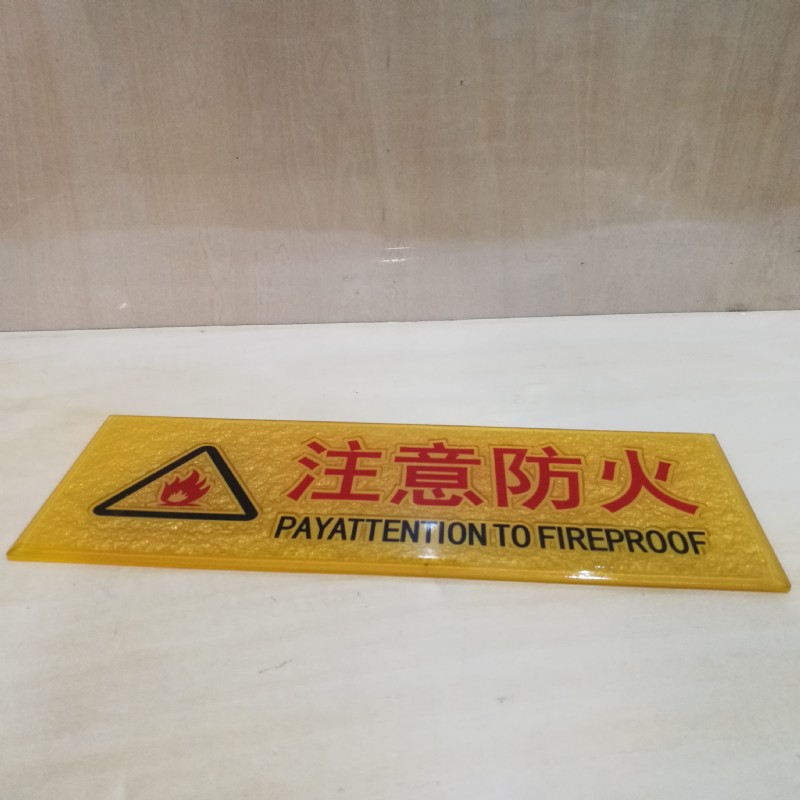 注意防火
PAYATTENTION TO FIREPROOF